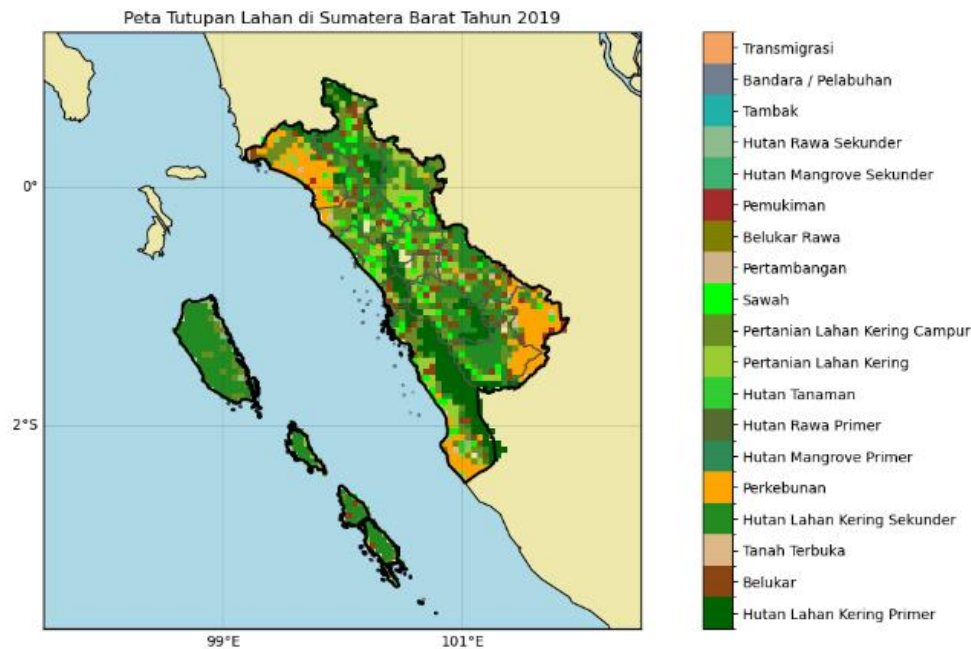 Peta Tutupan Lahan di Sumatera Barat Tahun 2019
0°
2°S
99°E
101°E
Transmigrasi
Bandara / Pelabuhan
Tambak
Hutan Rawa Sekunder
Hutan Mangrove Sekunder
Pemukiman
Belukar Rawa
Pertambangan
Sawah
Pertanian Lahan Kering Campur
Pertanian Lahan Kering
Hutan Tanaman
Hutan Rawa Primer
Hutan Mangrove Primer
Perkebunan
Hutan Lahan Kering Sekunder
Tanah Terbuka
Belukar
Hutan Lahan Kering Primer